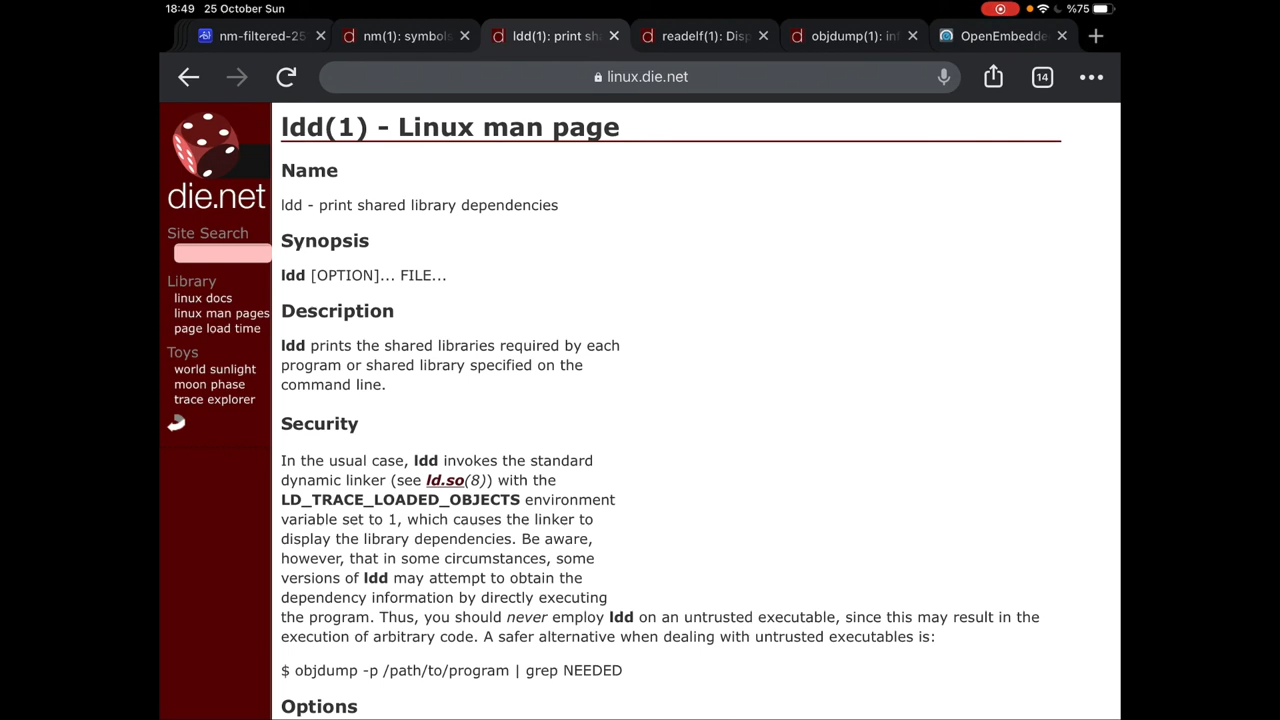 18:49 25 October Sun %75
nm-filtered-25 nm(1): symbols ldd(1): print sh readelf(1): Disp objdump(1): inf OpenEmbedde
linux.die.net 14
die.net
Site Search
Library
linux docs
linux man pages
page load time
Toys
world sunlight
moon phase
trace explorer
ldd(1) - Linux man page
Name
ldd - print shared library dependencies
Synopsis
ldd [OPTION]... FILE...
Description
ldd prints the shared libraries required by each
program or shared library specified on the
command line.
Security
In the usual case, ldd invokes the standard
dynamic linker (see ld.so(8)) with the
LD_TRACE_LOADED_OBJECTS environment
variable set to 1, which causes the linker to
display the library dependencies. Be aware,
however, that in some circumstances, some
versions of ldd may attempt to obtain the
dependency information by directly executing
the program. Thus, you should never employ ldd on an untrusted executable, since this may result in the
execution of arbitrary code. A safer alternative when dealing with untrusted executables is:
$ objdump -p /path/to/program | grep NEEDED
Options